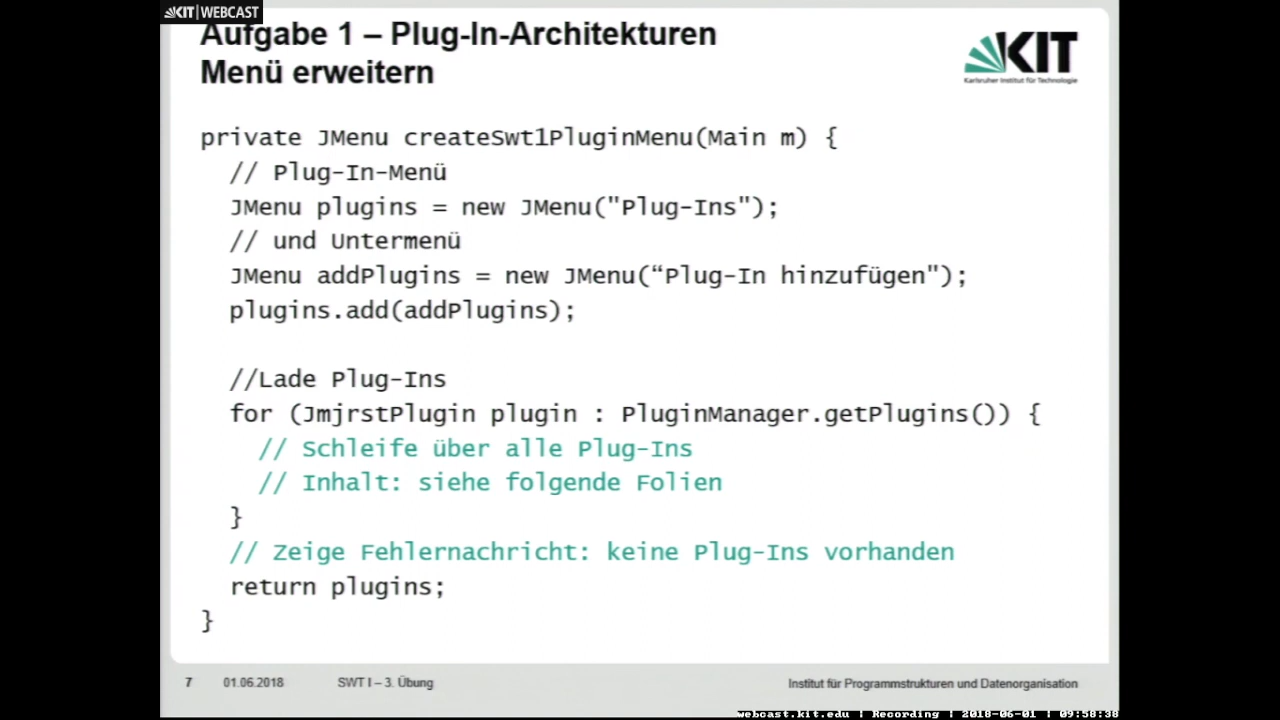 KIT WEBCAST
Aufgabe 1 – Plug-In-Architekturen
Menü erweitern
KIT
Karlsruher Institut für Technologie
private JMenu createSwt1PluginMenu(Main m) {
// Plug-In-Menü
JMenu plugins = new JMenu("Plug-Ins");
// und Untermenü
JMenu addPlugins = new JMenu(“Plug-In hinzufügen");
plugins.add(addPlugins);
//Lade Plug-Ins
for (JmjrstPlugin plugin : PluginManager.getPlugins()) {
// Schleife über alle Plug-Ins
// Inhalt: siehe folgende Folien
}
// Zeige Fehlernachricht: keine Plug-Ins vorhanden
return plugins;
}
7 01.06.2018 SWT I – 3. Übung Institut für Programmstrukturen und Datenorganisation
webcast.kit.edu | Recording | 2018-06-01 | 09:58:38